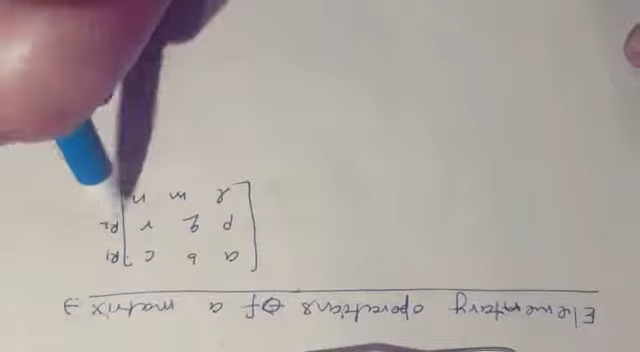 Elementary operations of a matrix →
a b c R1
p q r R2
l m n